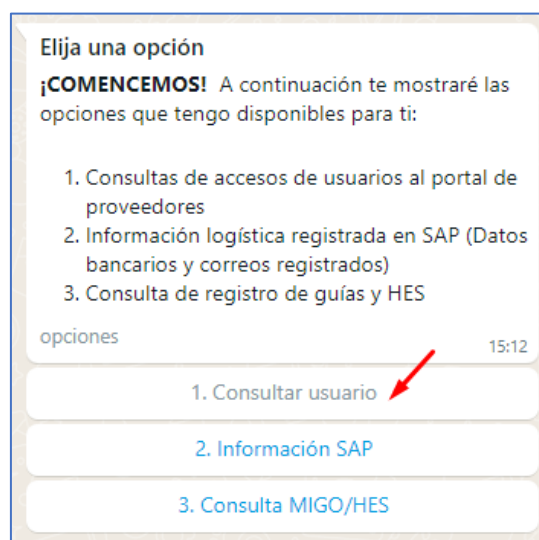 Elija una opción
¡COMENCEMOS! A continuación te mostraré las
opciones que tengo disponibles para ti:
1. Consultas de accesos de usuarios al portal de
proveedores
2. Información logística registrada en SAP (Datos
bancarios y correos registrados)
3. Consulta de registro de guías y HES
opciones
15:12
1. Consultar usuario
2. Información SAP
3. Consulta MIGO/HES